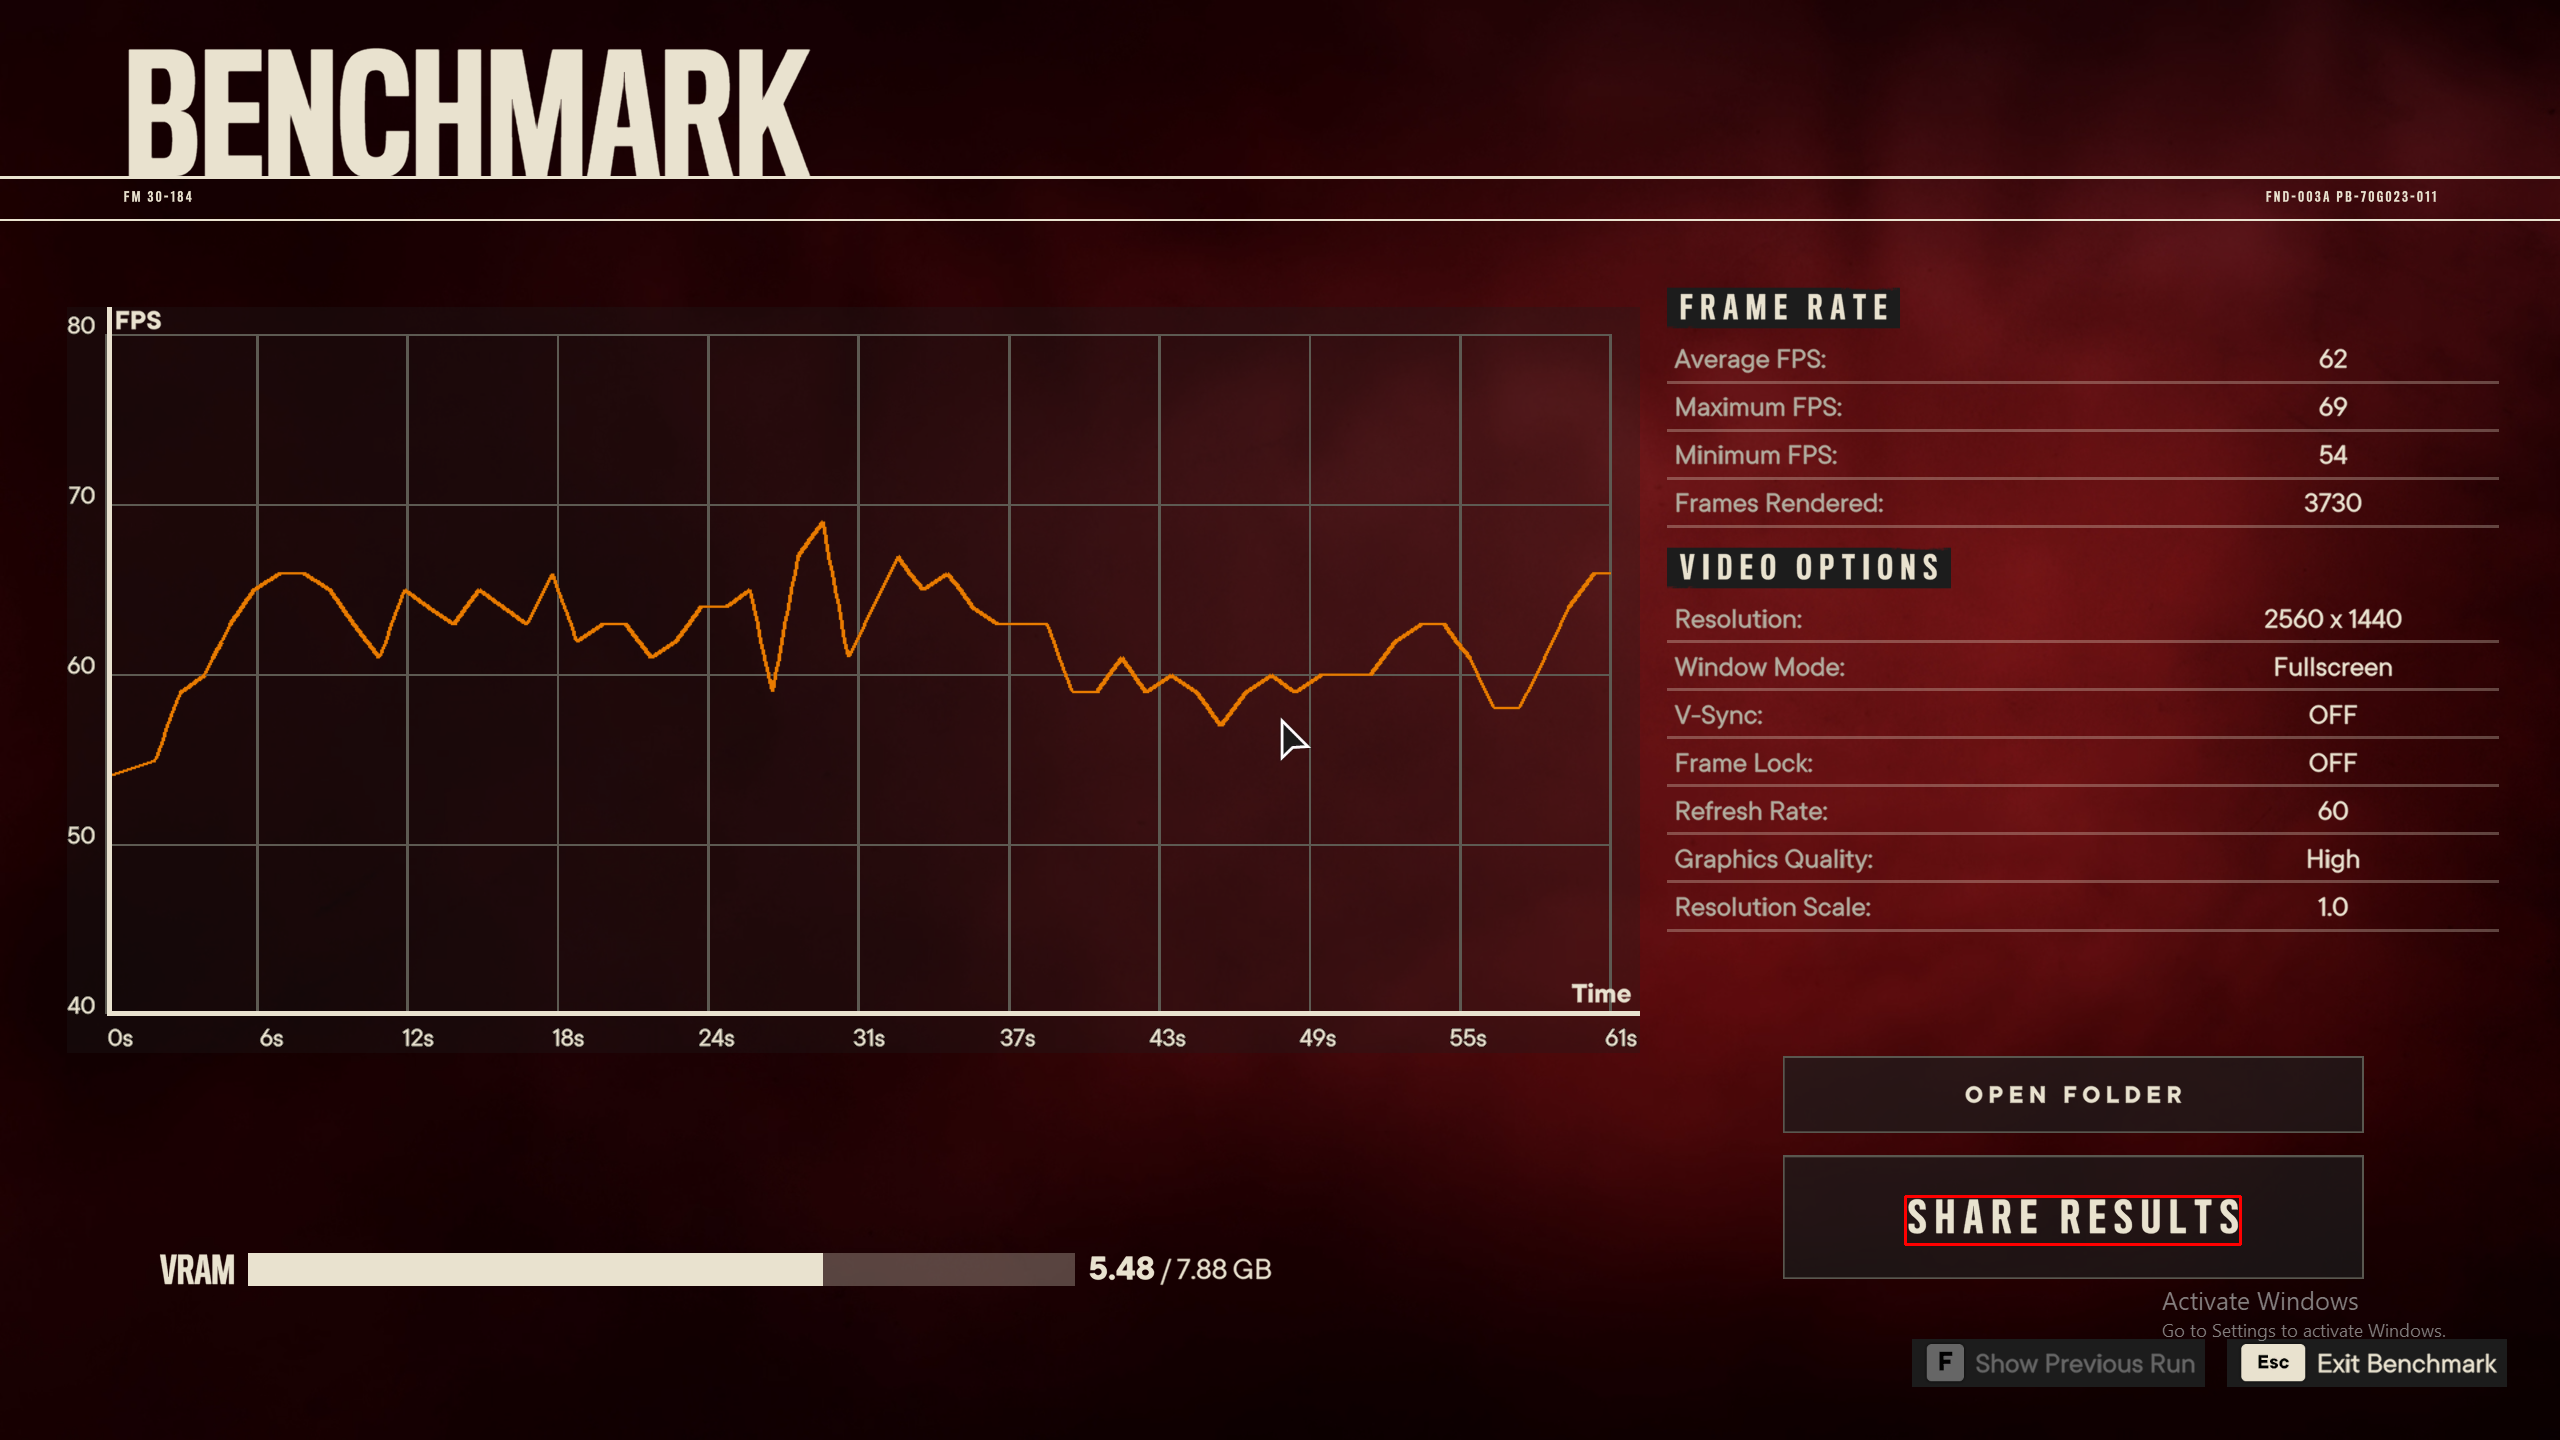 BENCHMARK
FM 30-184
FND-003A PB-70G023-011
FPS
80
70
60
50
40
Time
0s 6s 12s 18s 24s 31s 37s 43s 49s 55s 61s
FRAME RATE
Average FPS: 62
Maximum FPS: 69
Minimum FPS: 54
Frames Rendered: 3730
VIDEO OPTIONS
Resolution: 2560 x 1440
Window Mode: Fullscreen
V-Sync: OFF
Frame Lock: OFF
Refresh Rate: 60
Graphics Quality: High
Resolution Scale: 1.0
OPEN FOLDER
SHARE RESULTS
VRAM 5.48 / 7.88 GB
Activate Windows
Go to Settings to activate Windows.
F Show Previous Run
Esc Exit Benchmark